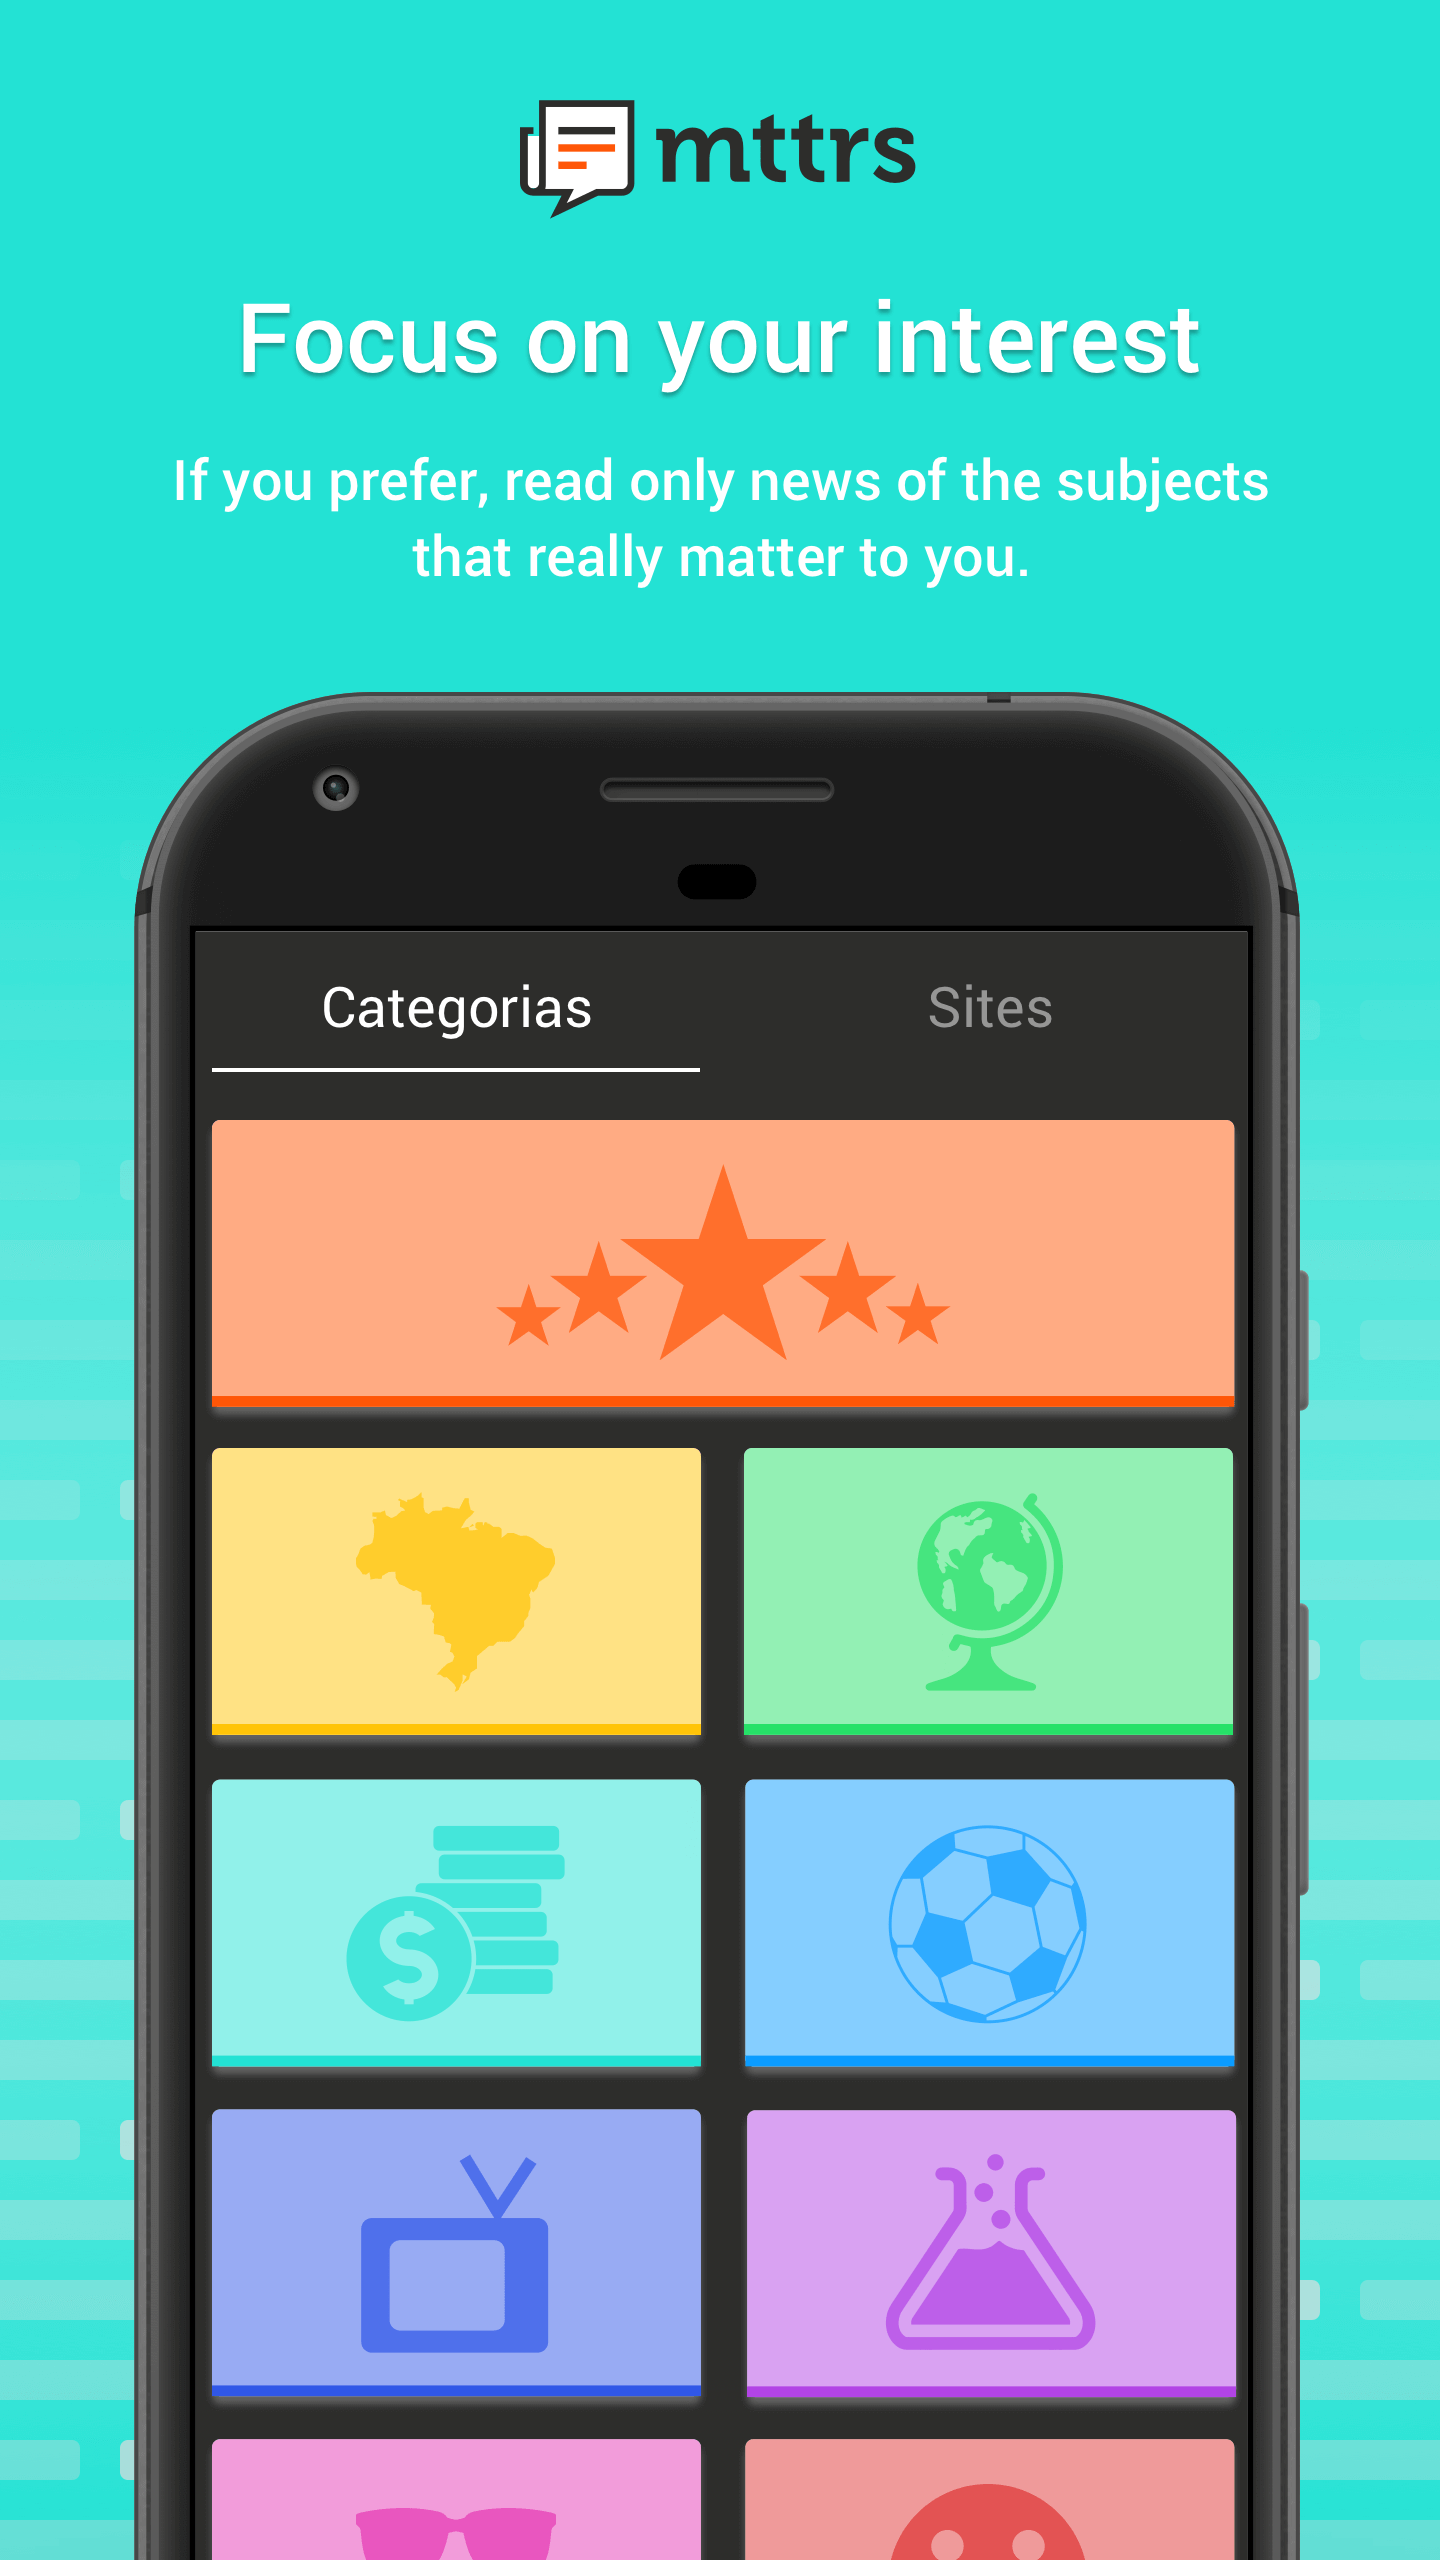 mttrs
Focus on your interest
If you prefer, read only news of the subjects
that really matter to you.
Categorias
Sites
$